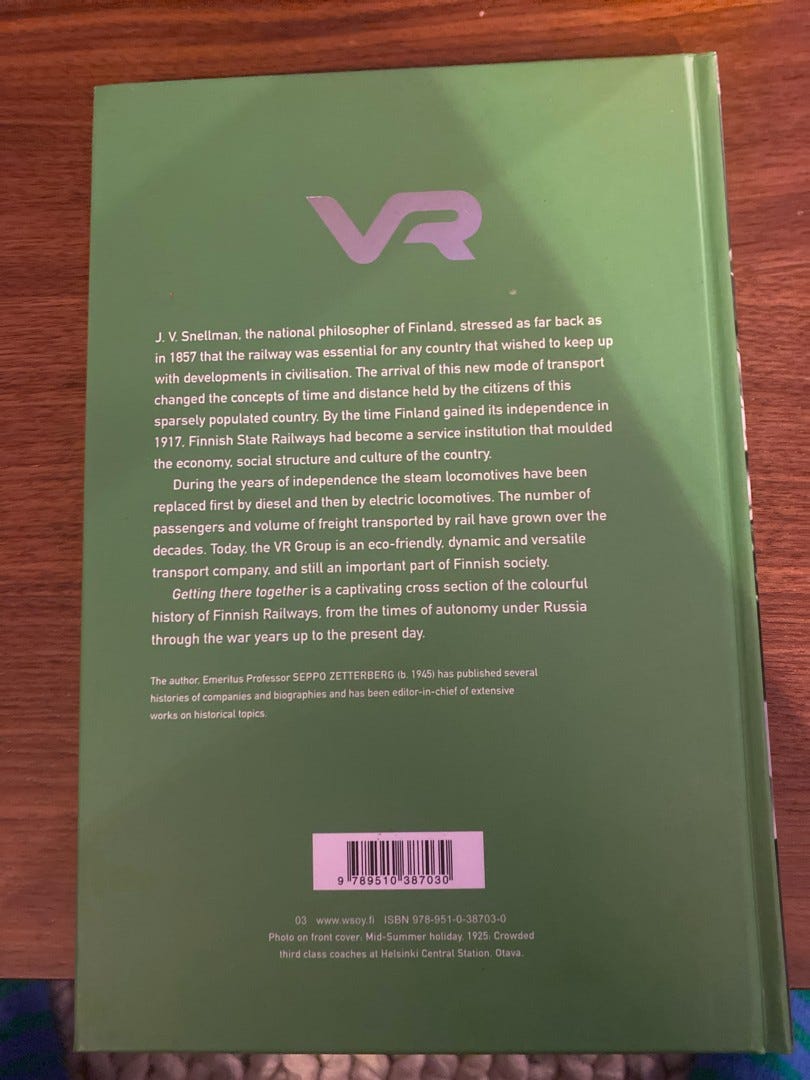 VR
J. V. Snellman, the national philosopher of Finland, stressed as far back as
in 1857 that the railway was essential for any country that wished to keep up
with developments in civilisation. The arrival of this new mode of transport
changed the concepts of time and distance held by the citizens of this
sparsely populated country. By the time Finland gained its independence in
1917, Finnish State Railways had become a service institution that moulded
the economy, social structure and culture of the country.
During the years of independence the steam locomotives have been
replaced first by diesel and then by electric locomotives. The number of
passengers and volume of freight transported by rail have grown over the
decades. Today, the VR Group is an eco-friendly, dynamic and versatile
transport company, and still an important part of Finnish society.
Getting there together is a captivating cross section of the colourful
history of Finnish Railways, from the times of autonomy under Russia
through the war years up to the present day.
The author, Emeritus Professor SEPPO ZETTERBERG (b. 1945) has published several
histories of companies and biographies and has been editor-in-chief of extensive
works on historical topics.
9 789510 387030
03 www.wsoy.fi ISBN 978-951-0-38703-0
Photo on front cover: Mid-Summer holiday, 1925; Crowded
third class coaches at Helsinki Central Station. Otava.